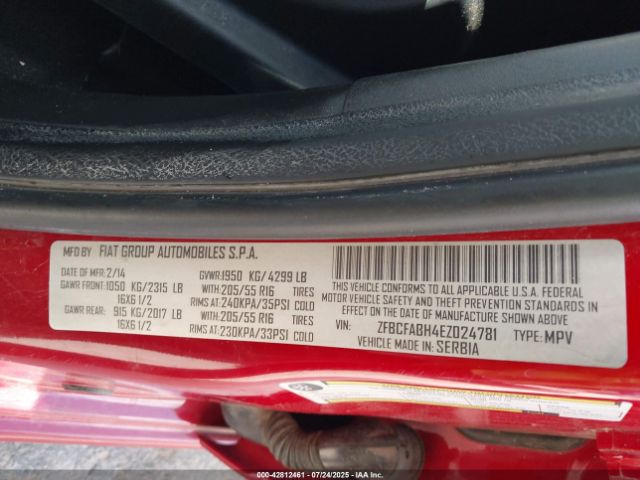 MFD BY FIAT GROUP AUTOMOBILES S.P.A.
DATE OF MFR: 2/14 GVWR: 1950 KG/4299 LB
GAWR FRONT: 1050 KG/2315 LB WITH: 205/55 R16
16X6 1/2 RIMS AT: 240KPA/35PSI COLD
GAWR REAR: 915 KG/2017 LB WITH: 205/55 R16
16X6 1/2 RIMS AT: 230KPA/33PSI COLD
THIS VEHICLE CONFORMS TO ALL APPLICABLE U.S.A. FEDERAL
MOTOR VEHICLE SAFETY, BUMPER, AND THEFT PREVENTION STANDARDS IN
EFFECT ON THE DATE OF MANUFACTURE SHOWN ABOVE.
VIN: ZFBCFABH4EZ024781 TYPE: MPV
VEHICLE MADE IN: SERBIA
000-42812461 - 07/24/2025 - IAAI.COM